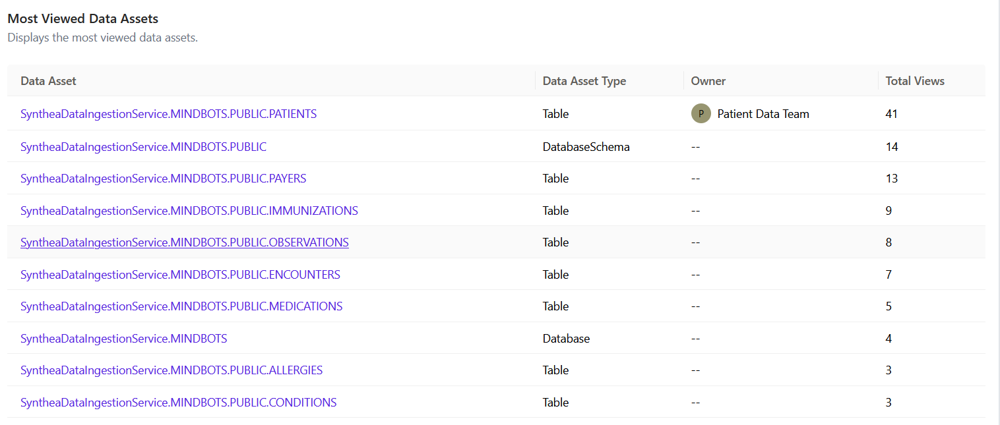 Most Viewed Data Assets
Displays the most viewed data assets.
Data Asset Data Asset Type Owner Total Views
SyntheaDataIngestionService.MINDBOTS.PUBLIC.PATIENTS Table P Patient Data Team 41
SyntheaDataIngestionService.MINDBOTS.PUBLIC DatabaseSchema -- 14
SyntheaDataIngestionService.MINDBOTS.PUBLIC.PAYERS Table -- 13
SyntheaDataIngestionService.MINDBOTS.PUBLIC.IMMUNIZATIONS Table -- 9
SyntheaDataIngestionService.MINDBOTS.PUBLIC.OBSERVATIONS Table -- 8
SyntheaDataIngestionService.MINDBOTS.PUBLIC.ENCOUNTERS Table -- 7
SyntheaDataIngestionService.MINDBOTS.PUBLIC.MEDICATIONS Table -- 5
SyntheaDataIngestionService.MINDBOTS Database -- 4
SyntheaDataIngestionService.MINDBOTS.PUBLIC.ALLERGIES Table -- 3
SyntheaDataIngestionService.MINDBOTS.PUBLIC.CONDITIONS Table -- 3